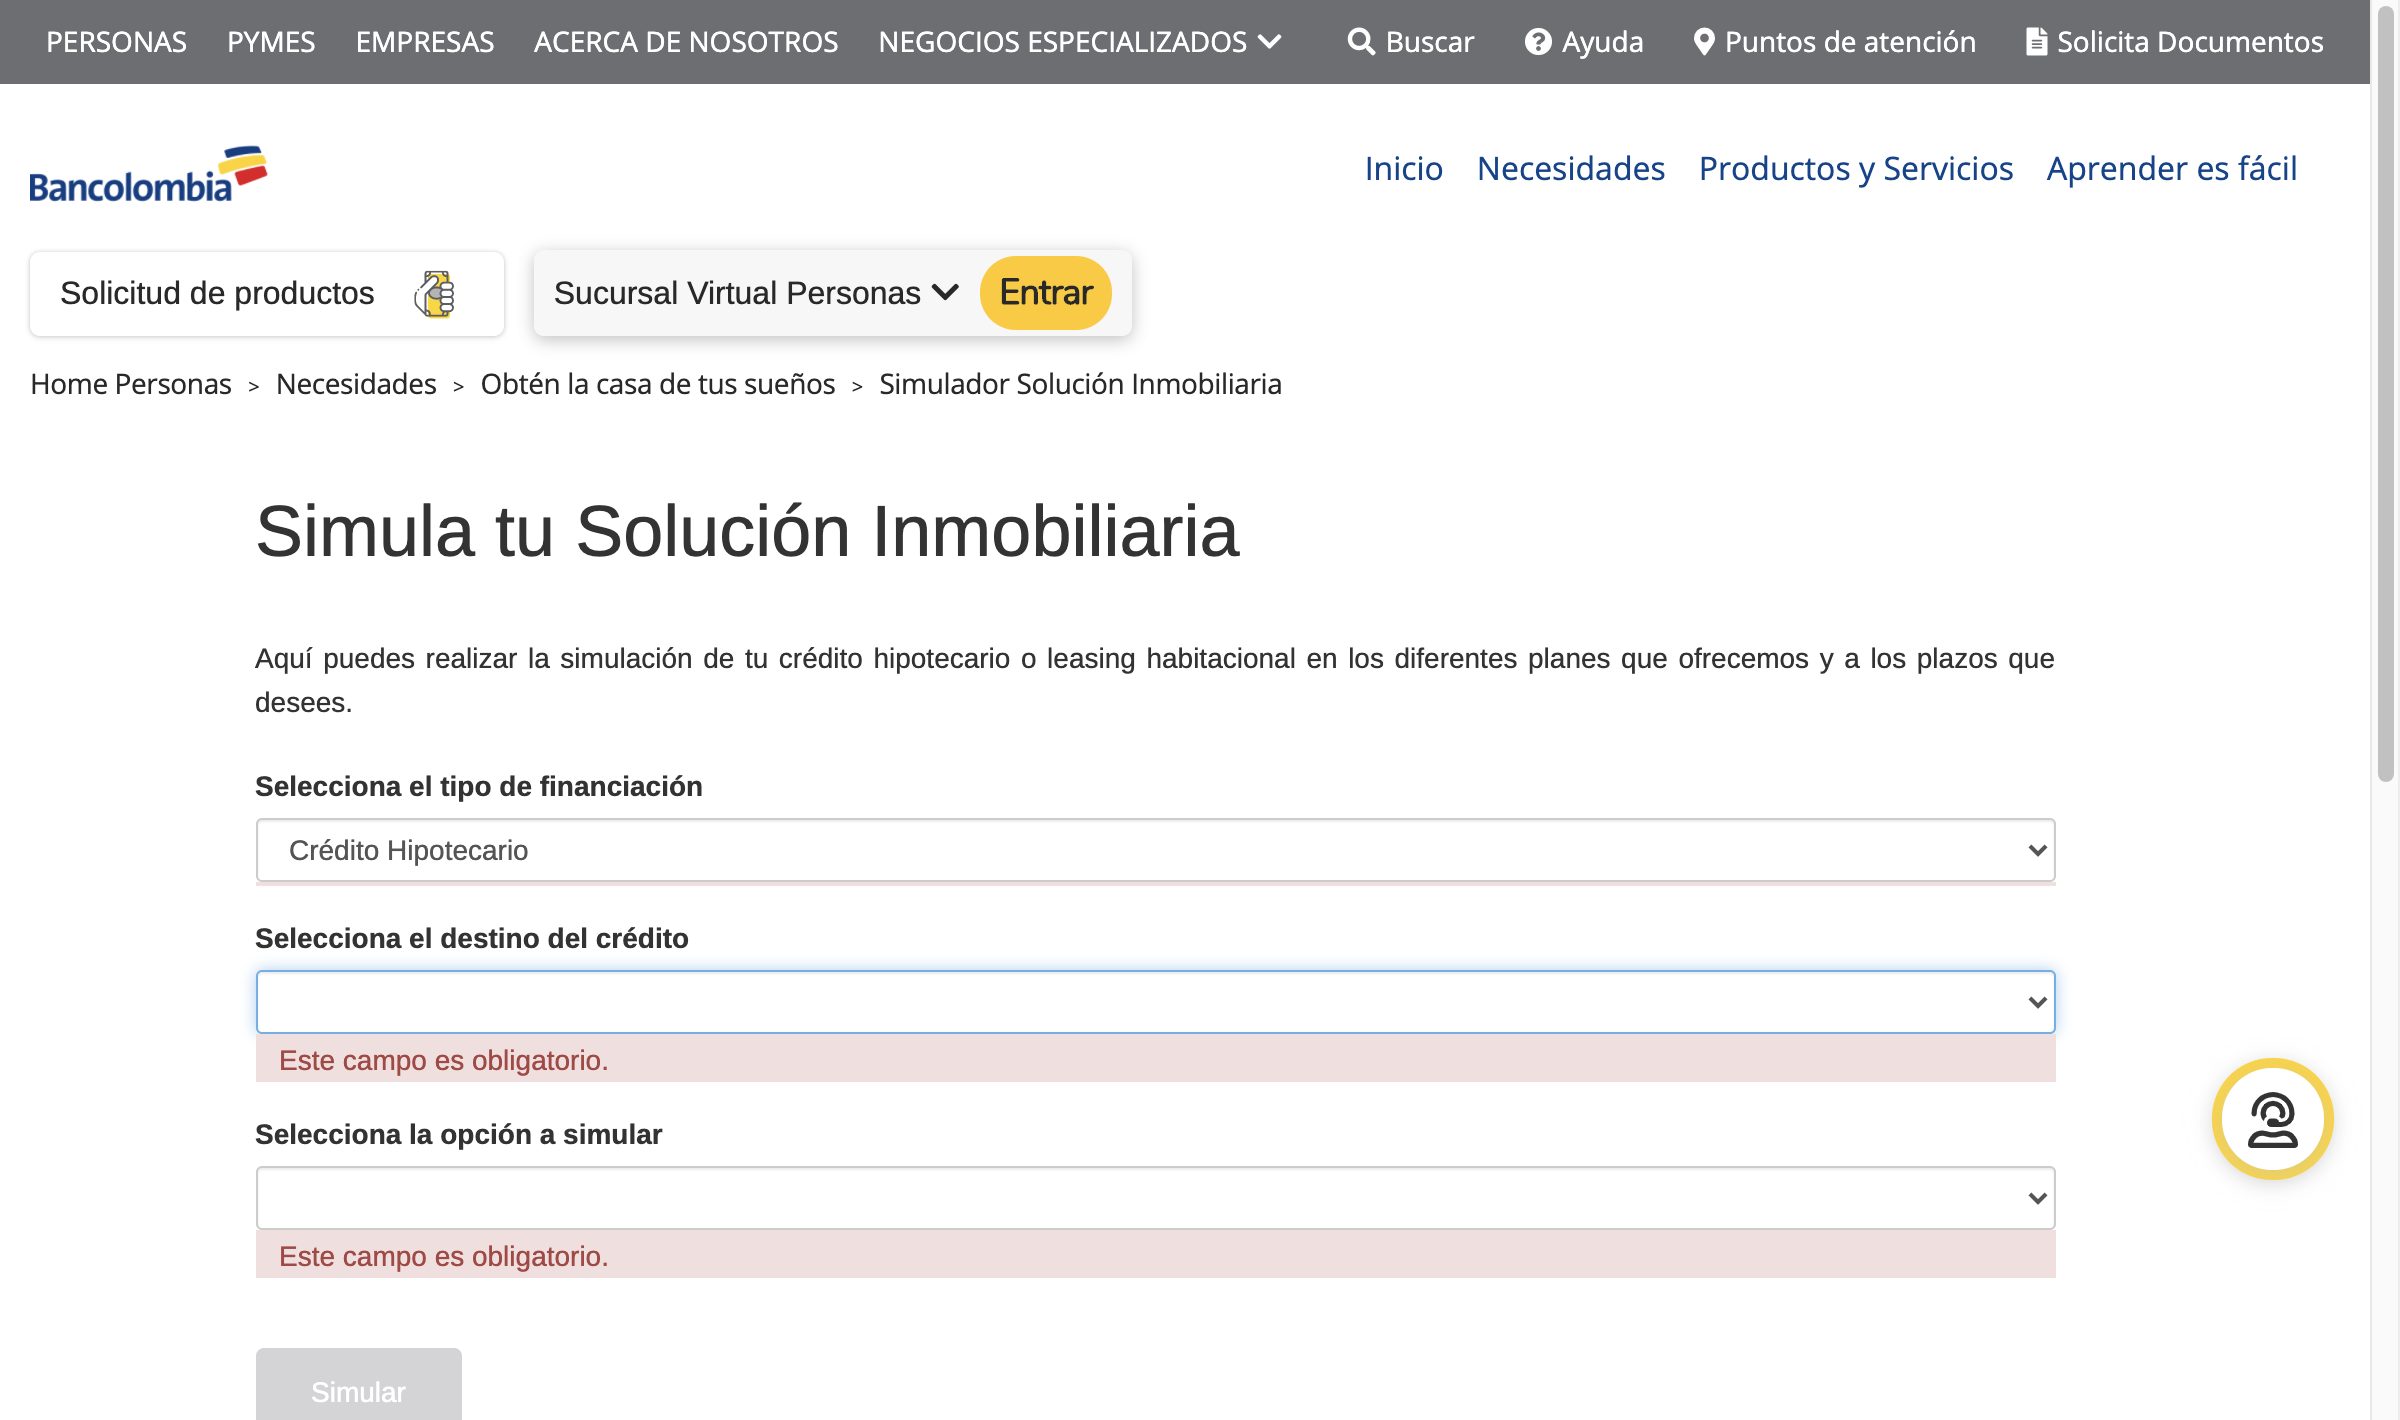 PERSONAS PYMES EMPRESAS ACERCA DE NOSOTROS NEGOCIOS ESPECIALIZADOS Buscar Ayuda Puntos de atención Solicita Documentos
Bancolombia
Inicio Necesidades Productos y Servicios Aprender es fácil
Solicitud de productos Sucursal Virtual Personas Entrar
Home Personas > Necesidades > Obtén la casa de tus sueños > Simulador Solución Inmobiliaria
Simula tu Solución Inmobiliaria
Aquí puedes realizar la simulación de tu crédito hipotecario o leasing habitacional en los diferentes planes que ofrecemos y a los plazos que
desees.
Selecciona el tipo de financiación
Crédito Hipotecario
Selecciona el destino del crédito
Este campo es obligatorio.
Selecciona la opción a simular
Este campo es obligatorio.
Simular